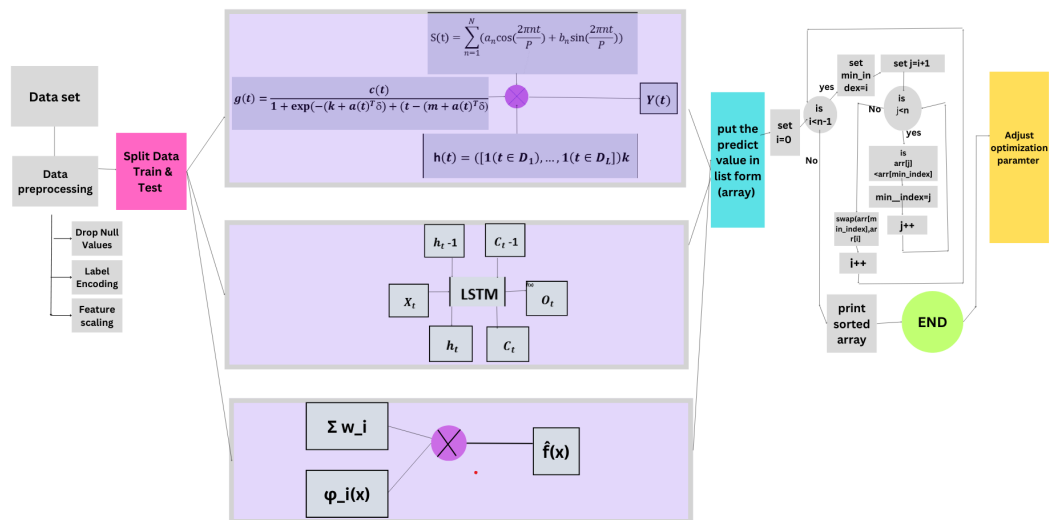 Data set
Data
preprocessing
Drop Null
Values
Label
Encoding
Feature
scaling
Split Data
Train &
Test
S(t) = \sum_{n=1}^{N}(a_n cos(\frac{2πnt}{P}) + b_n sin(\frac{2πnt}{P}))
g(t) = \frac{c(t)}{1 + exp(−(k + a(t)^T δ) + (t − (m + a(t)^T δ)}
Y(t)
h(t) = ([1(t ∈ D_1), …, 1(t ∈ D_L])k
h_t -1
C_t -1
LSTM
X_t
O_t
h_t
C_t
Σ w_i
φ_i(x)
f̂(x)
put the
predict
value in
list form
(array)
set
i=0
is
i<n-1
yes
No
set
min_in
dex=i
set j=i+1
is
j<n
No
yes
is
arr[j]
<arr[min_index]
min__index=j
j++
swap(arr[m
in_index],ar
r[i]
i++
print
sorted
array
END
Adjust
optimization
paramter